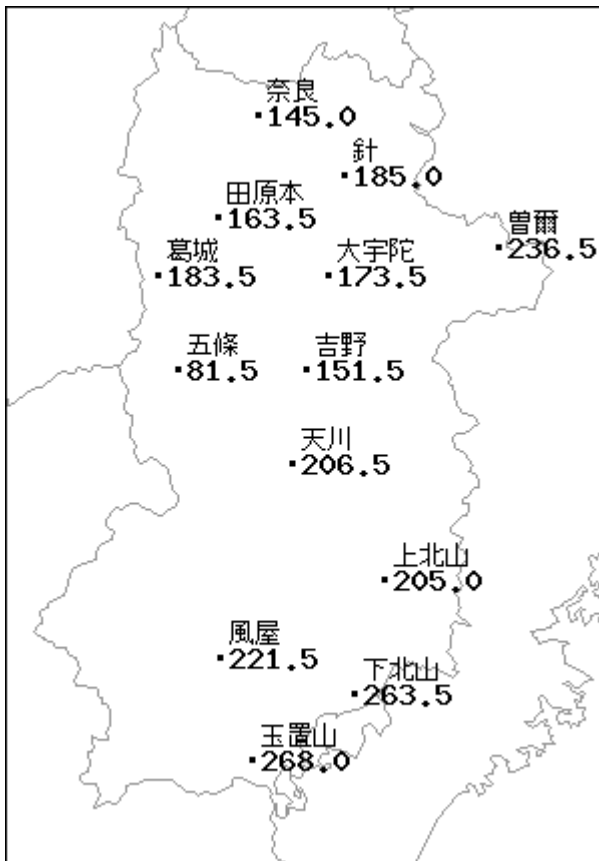 奈良
145.0
針
185.0
田原本
163.5
曽爾
236.5
葛城
183.5
大宇陀
173.5
五條
81.5
吉野
151.5
天川
206.5
上北山
205.0
風屋
221.5
下北山
263.5
玉置山
268.0